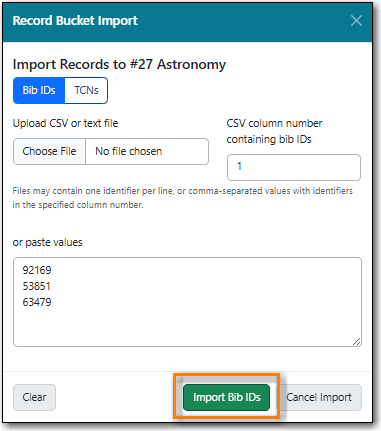 Record Bucket Import
Import Records to #27 Astronomy
Bib IDs TCNs
Upload CSV or text file
CSV column number
containing bib IDs
Choose File No file chosen
1
Files may contain one identifier per line, or comma-separated values with identifiers
in the specified column number.
or paste values
92169
53851
63479
Clear Import Bib IDs Cancel Import